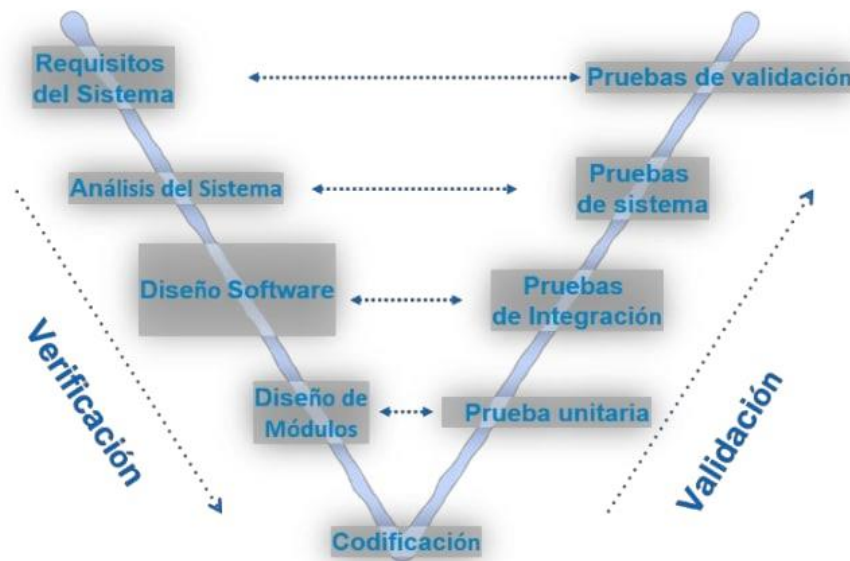 Requisitos
del Sistema
Pruebas de validación
Análisis del Sistema
Pruebas
de sistema
Diseño Software
Pruebas
de Integración
Diseño de
Módulos
Prueba unitaria
Codificación
Verificación
Validación